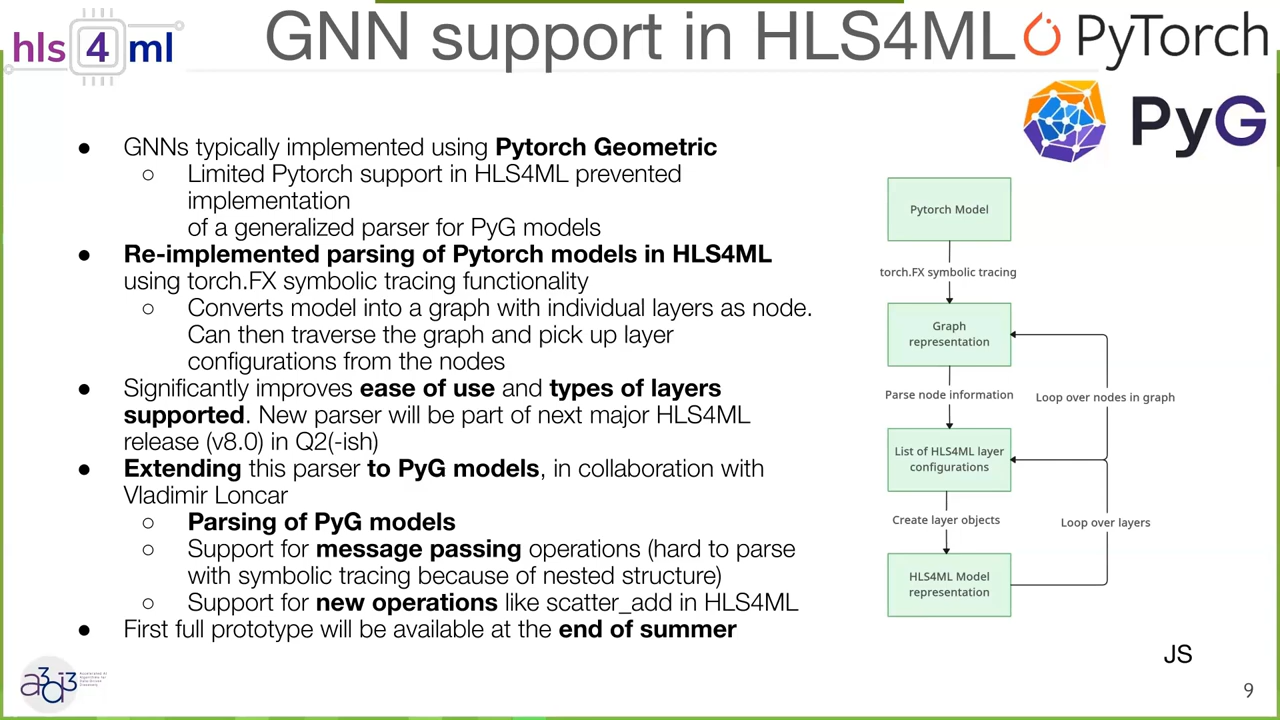 hls 4 ml
GNN support in HLS4ML
PyTorch
PyG
● GNNs typically implemented using Pytorch Geometric
○ Limited Pytorch support in HLS4ML prevented
implementation
of a generalized parser for PyG models
● Re-implemented parsing of Pytorch models in HLS4ML
using torch.FX symbolic tracing functionality
○ Converts model into a graph with individual layers as node.
Can then traverse the graph and pick up layer
configurations from the nodes
● Significantly improves ease of use and types of layers
supported. New parser will be part of next major HLS4ML
release (v8.0) in Q2(-ish)
● Extending this parser to PyG models, in collaboration with
Vladimir Loncar
○ Parsing of PyG models
○ Support for message passing operations (hard to parse
with symbolic tracing because of nested structure)
○ Support for new operations like scatter_add in HLS4ML
● First full prototype will be available at the end of summer
Pytorch Model
torch.FX symbolic tracing
Graph
representation
Parse node information
Loop over nodes in graph
List of HLS4ML layer
configurations
Create layer objects
Loop over layers
HLS4ML Model
representation
JS
a3d3
9